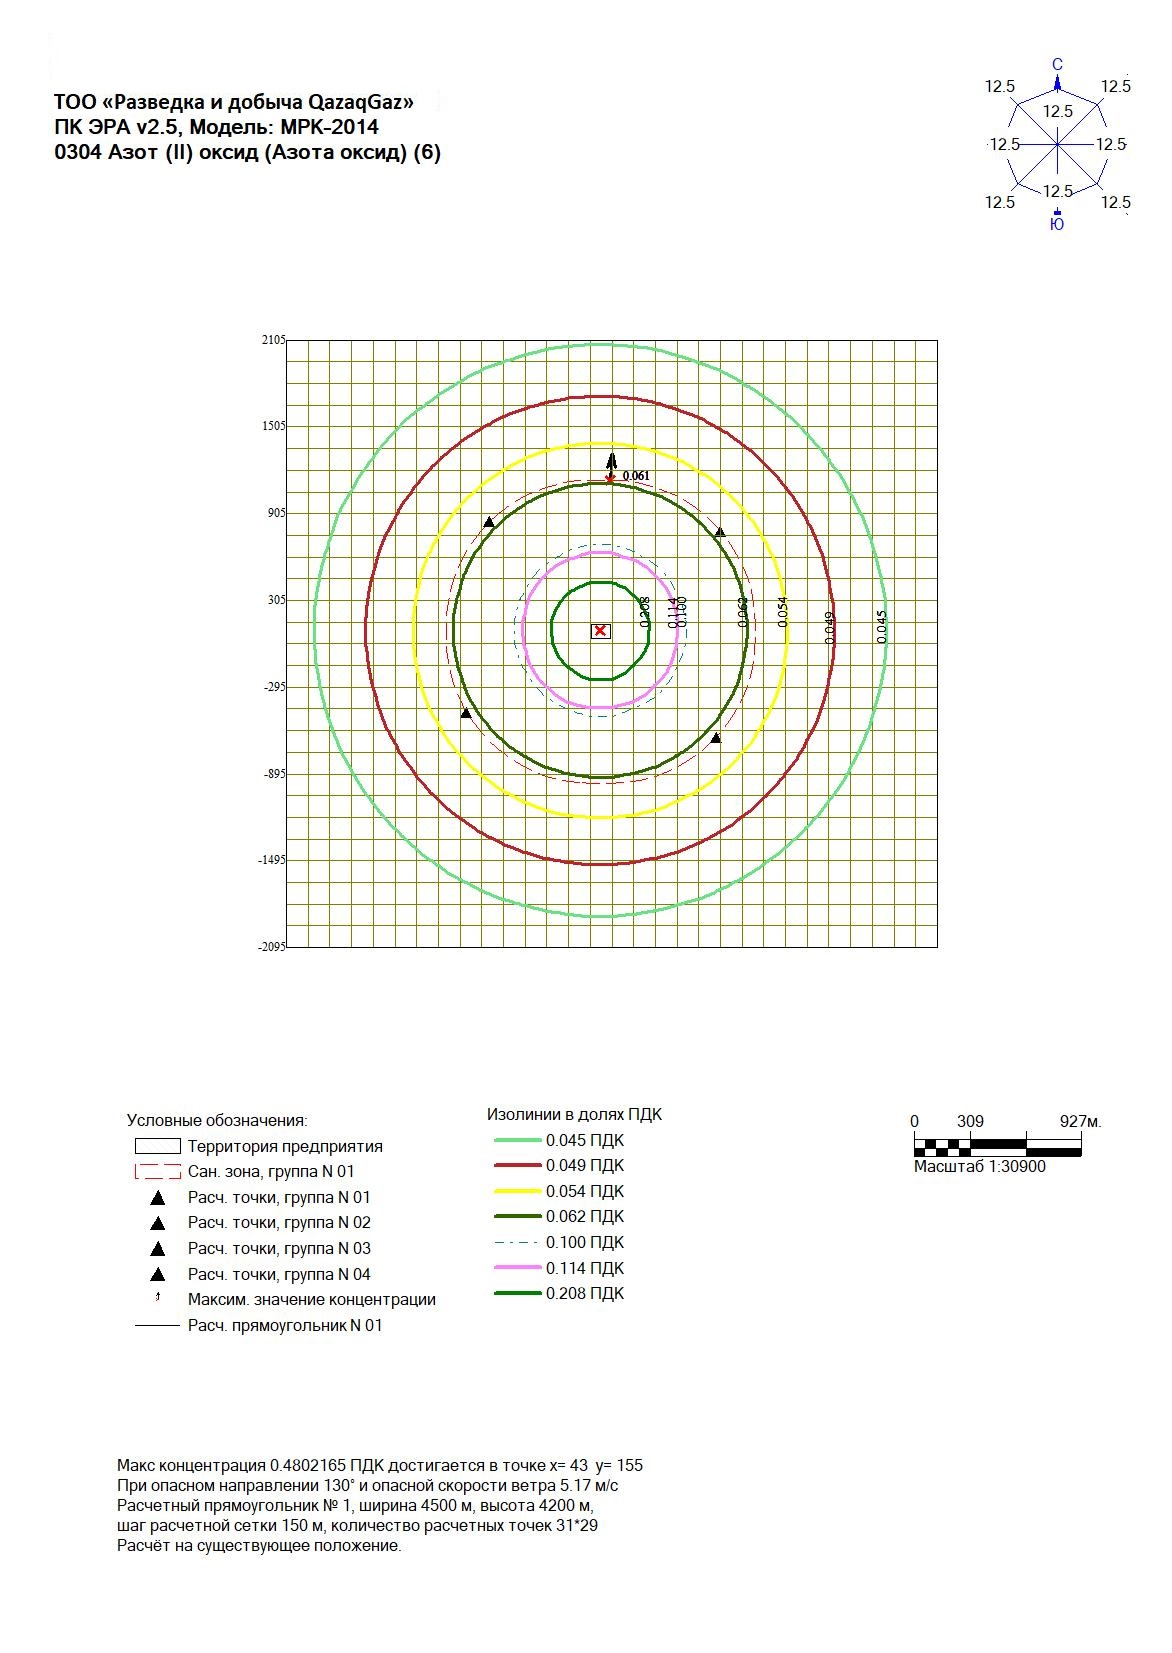 ТОО «Разведка и добыча QazaqGaz»
ПК ЭРА v2.5, Модель: МРК-2014
0304 Азот (II) оксид (Азота оксид) (6)
С
12.5 12.5
12.5
12.5 12.5
12.5
12.5 12.5
Ю
2105
1505
0.061
905
305
0.208 0.114 0.100 0.062 0.054 0.049 0.045
-295
-895
-1495
-2095
Условные обозначения:
Территория предприятия
Сан. зона, группа N 01
Расч. точки, группа N 01
Расч. точки, группа N 02
Расч. точки, группа N 03
Расч. точки, группа N 04
Максим. значение концентрации
Расч. прямоугольник N 01
Изолинии в долях ПДК
0.045 ПДК
0.049 ПДК
0.054 ПДК
0.062 ПДК
0.100 ПДК
0.114 ПДК
0.208 ПДК
0 309 927м.
Масштаб 1:30900
Макс концентрация 0.4802165 ПДК достигается в точке x= 43 y= 155
При опасном направлении 130° и опасной скорости ветра 5.17 м/с
Расчетный прямоугольник № 1, ширина 4500 м, высота 4200 м,
шаг расчетной сетки 150 м, количество расчетных точек 31*29
Расчёт на существующее положение.